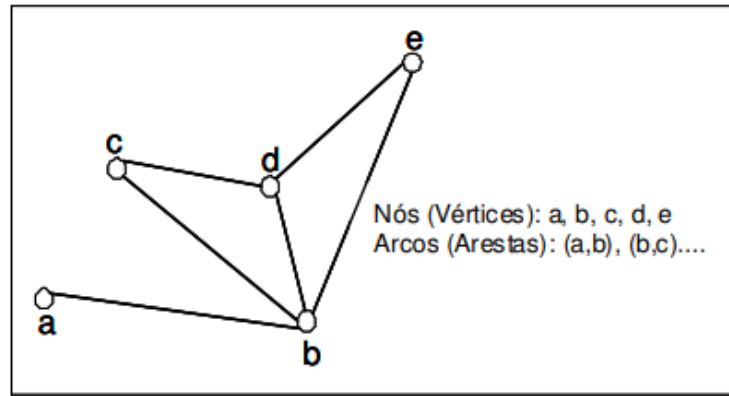 e
c
d
Nós (Vértices): a, b, c, d, e
Arcos (Arestas): (a,b), (b,c)....
a
b